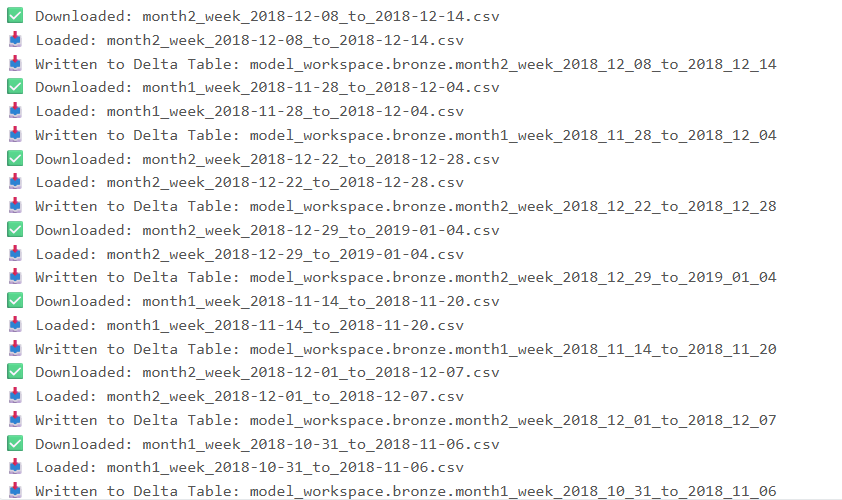 ✅ Downloaded: month2_week_2018-12-08_to_2018-12-14.csv
📥 Loaded: month2_week_2018-12-08_to_2018-12-14.csv
📥 Written to Delta Table: model_workspace.bronze.month2_week_2018_12_08_to_2018_12_14
✅ Downloaded: month1_week_2018-11-28_to_2018-12-04.csv
📥 Loaded: month1_week_2018-11-28_to_2018-12-04.csv
📥 Written to Delta Table: model_workspace.bronze.month1_week_2018_11_28_to_2018_12_04
✅ Downloaded: month2_week_2018-12-22_to_2018-12-28.csv
📥 Loaded: month2_week_2018-12-22_to_2018-12-28.csv
📥 Written to Delta Table: model_workspace.bronze.month2_week_2018_12_22_to_2018_12_28
✅ Downloaded: month2_week_2018-12-29_to_2019-01-04.csv
📥 Loaded: month2_week_2018-12-29_to_2019-01-04.csv
📥 Written to Delta Table: model_workspace.bronze.month2_week_2018_12_29_to_2019_01_04
✅ Downloaded: month1_week_2018-11-14_to_2018-11-20.csv
📥 Loaded: month1_week_2018-11-14_to_2018-11-20.csv
📥 Written to Delta Table: model_workspace.bronze.month1_week_2018_11_14_to_2018_11_20
✅ Downloaded: month2_week_2018-12-01_to_2018-12-07.csv
📥 Loaded: month2_week_2018-12-01_to_2018-12-07.csv
📥 Written to Delta Table: model_workspace.bronze.month2_week_2018_12_01_to_2018_12_07
✅ Downloaded: month1_week_2018-10-31_to_2018-11-06.csv
📥 Loaded: month1_week_2018-10-31_to_2018-11-06.csv
📥 Written to Delta Table: model_workspace.bronze.month1_week_2018_10_31_to_2018_11_06